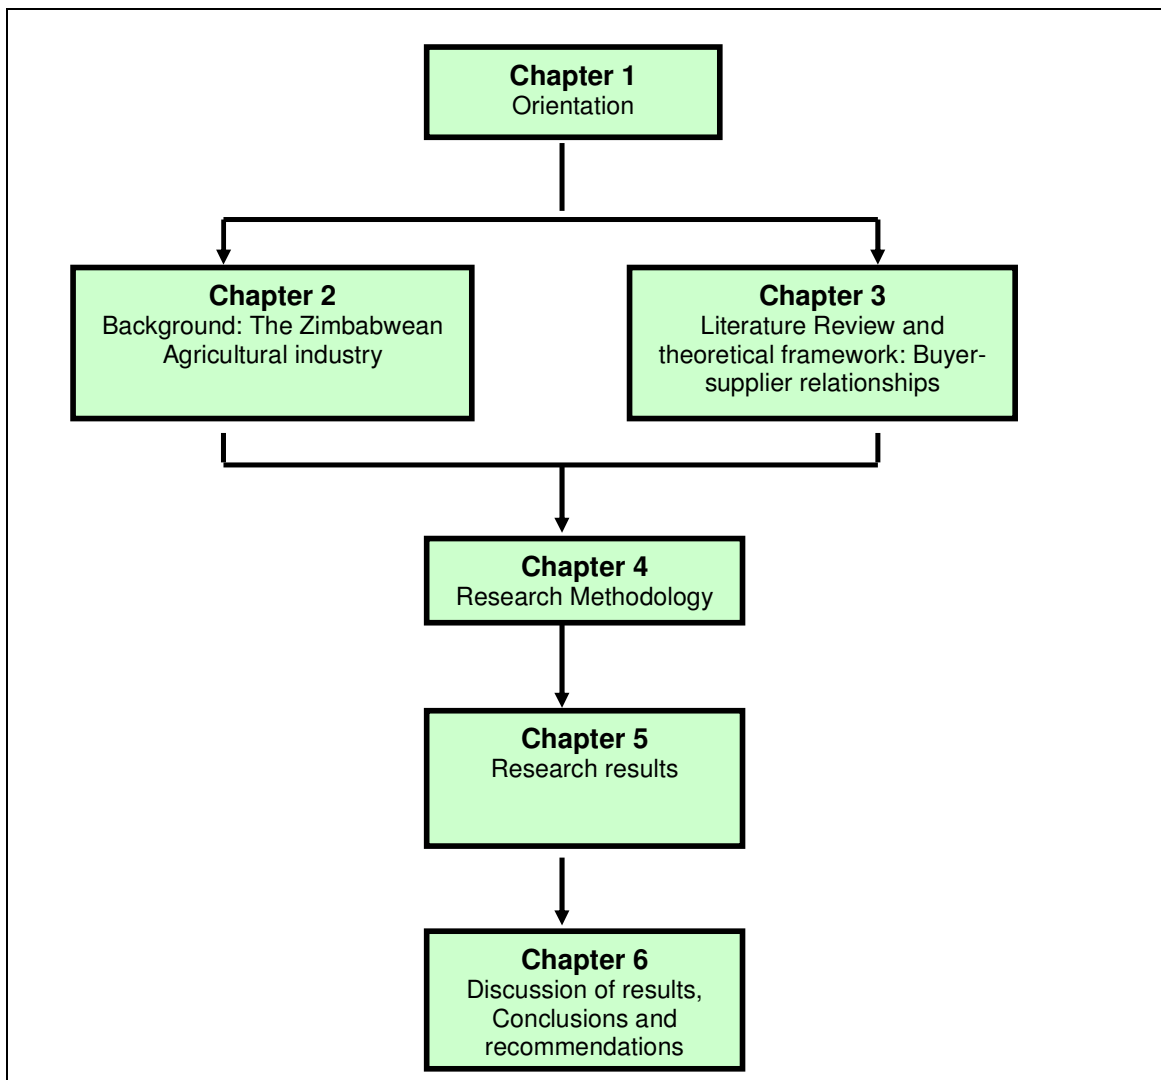 Chapter 1
Orientation
Chapter 2
Background: The Zimbabwean
Agricultural industry
Chapter 3
Literature Review and
theoretical framework: Buyer-
supplier relationships
Chapter 4
Research Methodology
Chapter 5
Research results
Chapter 6
Discussion of results,
Conclusions and
recommendations